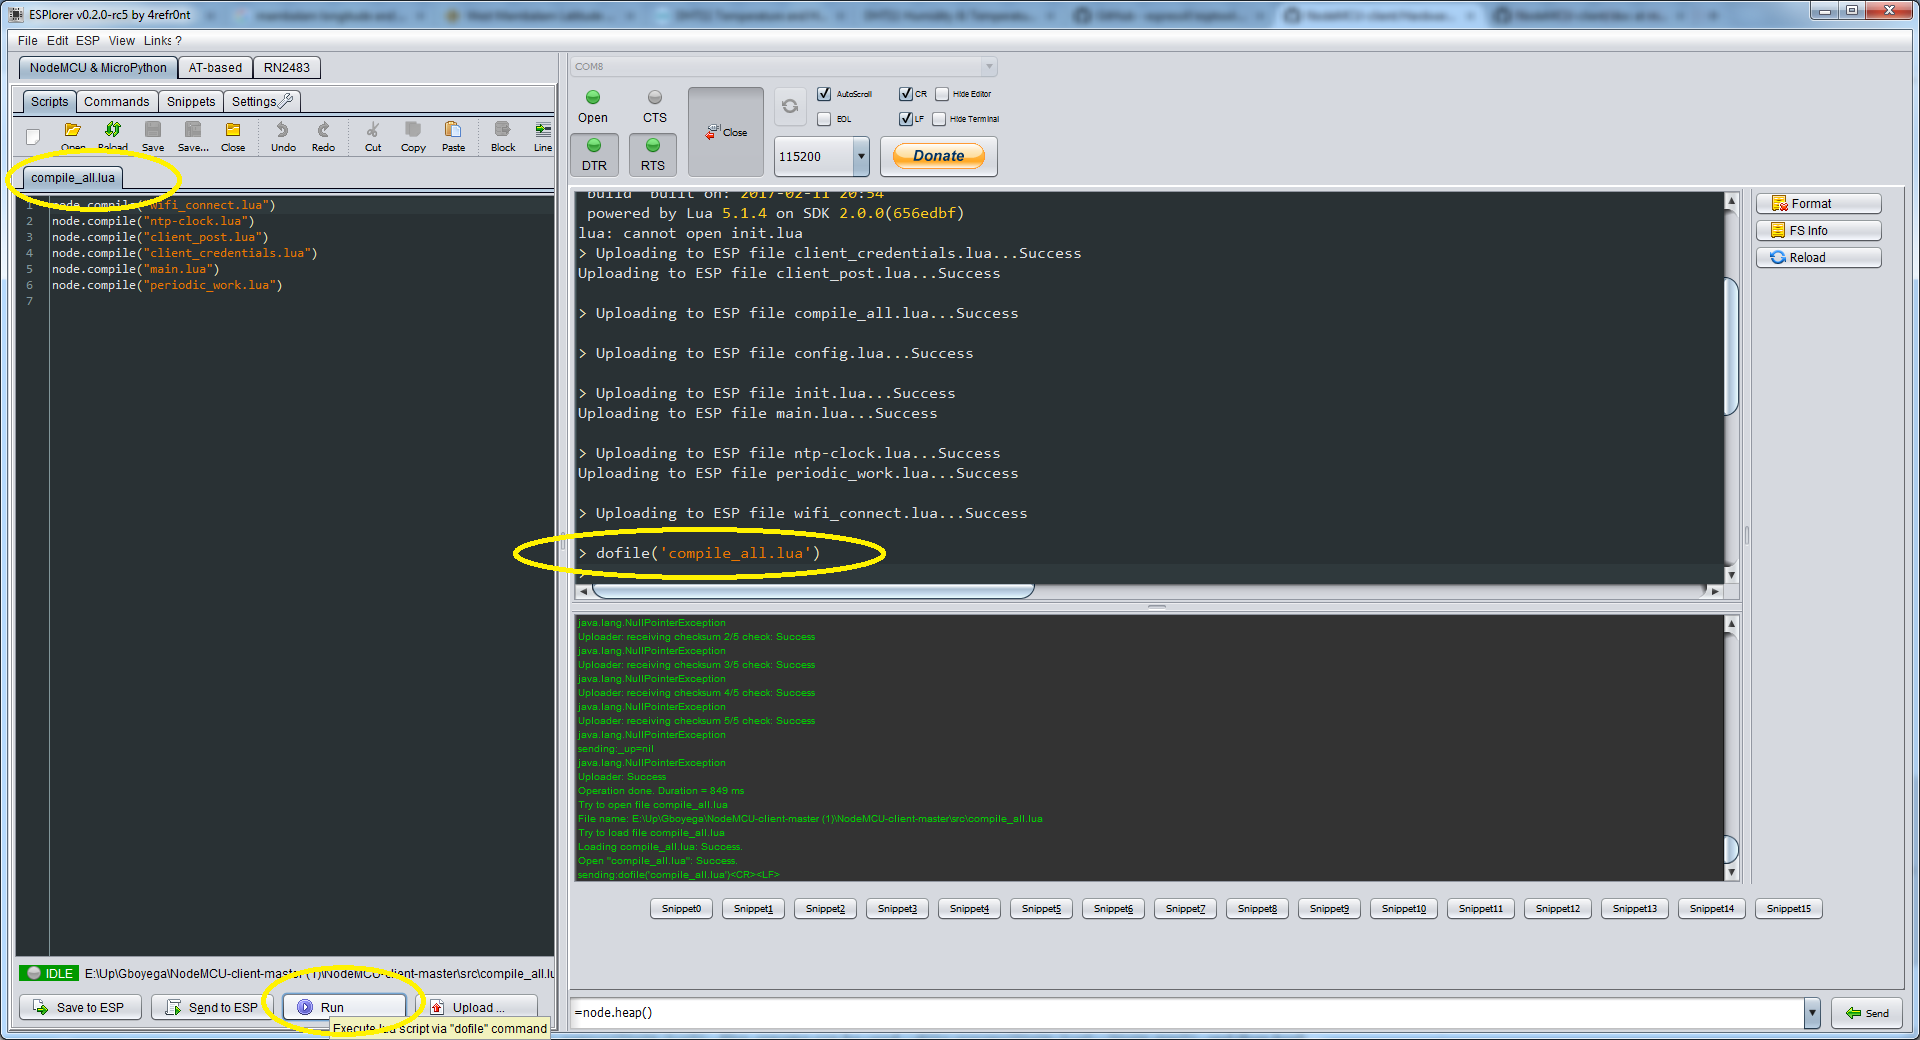 ESPlorer v0.2.0-rc5 by 4refr0nt
File Edit ESP View Links ?
NodeMCU & MicroPython AT-based RN2483
Scripts Commands Snippets Settings
Open Reload Save Save... Close Undo Redo Cut Copy Paste Block Line
compile_all.lua
1 node.compile("wifi_connect.lua")
2 node.compile("ntp-clock.lua")
3 node.compile("client_post.lua")
4 node.compile("client_credentials.lua")
5 node.compile("main.lua")
6 node.compile("periodic_work.lua")
7
IDLE E:\Up\Gboyega\NodeMCU-client-master (1)\NodeMCU-client-master\src\compile_all.lu
Save to ESP Send to ESP Run Upload ...
Execute lua script via "dofile" command
COM8
Open CTS
DTR RTS
Close
AutoScroll CR Hide Editor
EOL LF Hide Terminal
115200 Donate
build built on: 2017-02-11 20:54
powered by Lua 5.1.4 on SDK 2.0.0(656edbf)
lua: cannot open init.lua
> Uploading to ESP file client_credentials.lua...Success
Uploading to ESP file client_post.lua...Success
> Uploading to ESP file compile_all.lua...Success
> Uploading to ESP file config.lua...Success
> Uploading to ESP file init.lua...Success
Uploading to ESP file main.lua...Success
> Uploading to ESP file ntp-clock.lua...Success
Uploading to ESP file periodic_work.lua...Success
> Uploading to ESP file wifi_connect.lua...Success
> dofile('compile_all.lua')
>
Format
FS Info
Reload
java.lang.NullPointerException
Uploader: receiving checksum 2/5 check: Success
java.lang.NullPointerException
Uploader: receiving checksum 3/5 check: Success
java.lang.NullPointerException
Uploader: receiving checksum 4/5 check: Success
java.lang.NullPointerException
Uploader: receiving checksum 5/5 check: Success
java.lang.NullPointerException
sending:_up=nil
java.lang.NullPointerException
Uploader: Success
Operation done. Duration = 849 ms
Try to open file compile_all.lua
File name: E:\Up\Gboyega\NodeMCU-client-master (1)\NodeMCU-client-master\src\compile_all.lua
Try to load file compile_all.lua
Loading compile_all.lua: Success.
Open "compile_all.lua": Success.
sending:dofile('compile_all.lua')<CR><LF>
Snippet0 Snippet1 Snippet2 Snippet3 Snippet4 Snippet5 Snippet6 Snippet7 Snippet8 Snippet9 Snippet10 Snippet11 Snippet12 Snippet13 Snippet14 Snippet15
=node.heap() Send